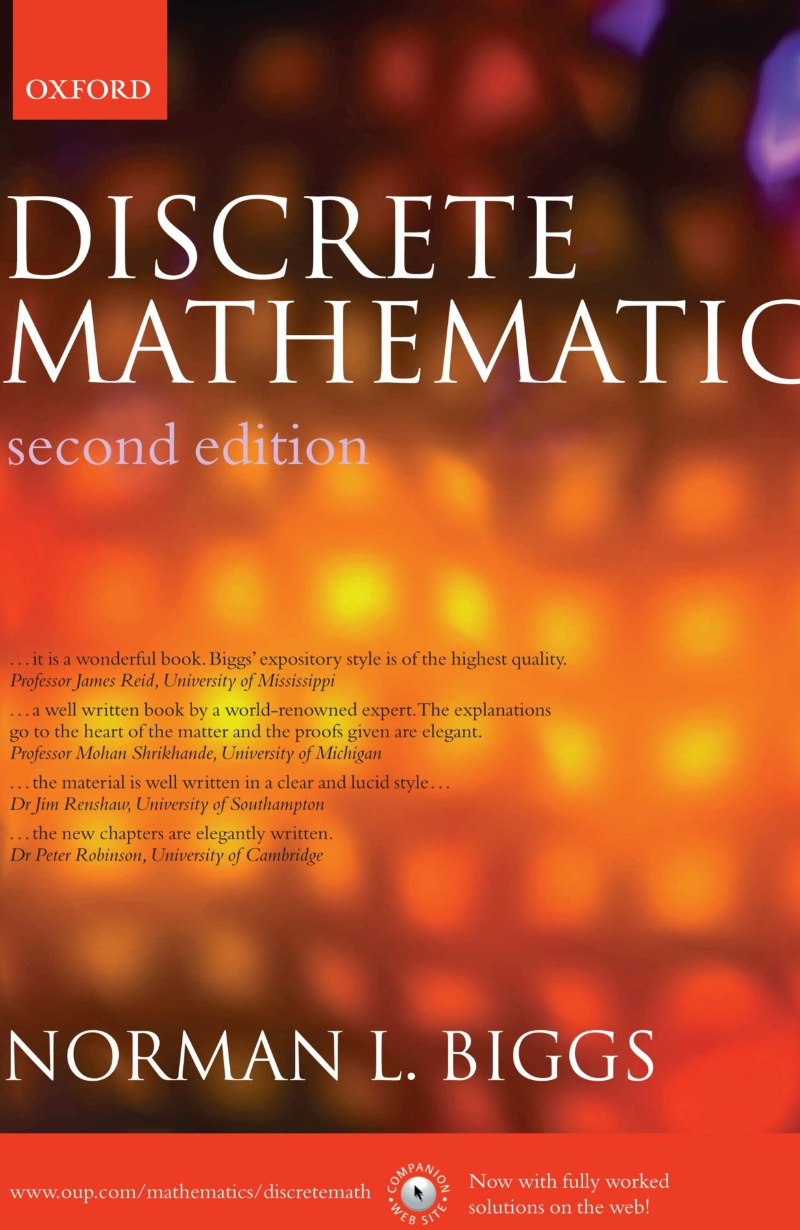 OXFORD
DISCRETE
MATHEMATIC
second edition
...it is a wonderful book. Biggs' expository style is of the highest quality.
Professor James Reid, University of Mississippi
...a well written book by a world-renowned expert. The explanations
go to the heart of the matter and the proofs given are elegant.
Professor Mohan Shrikhande, University of Michigan
...the material is well written in a clear and lucid style...
Dr Jim Renshaw, University of Southampton
...the new chapters are elegantly written.
Dr Peter Robinson, University of Cambridge
NORMAN L. BIGGS
www.oup.com/mathematics/discretemath
COMPANION
WEB SITE
Now with fully worked
solutions on the web!